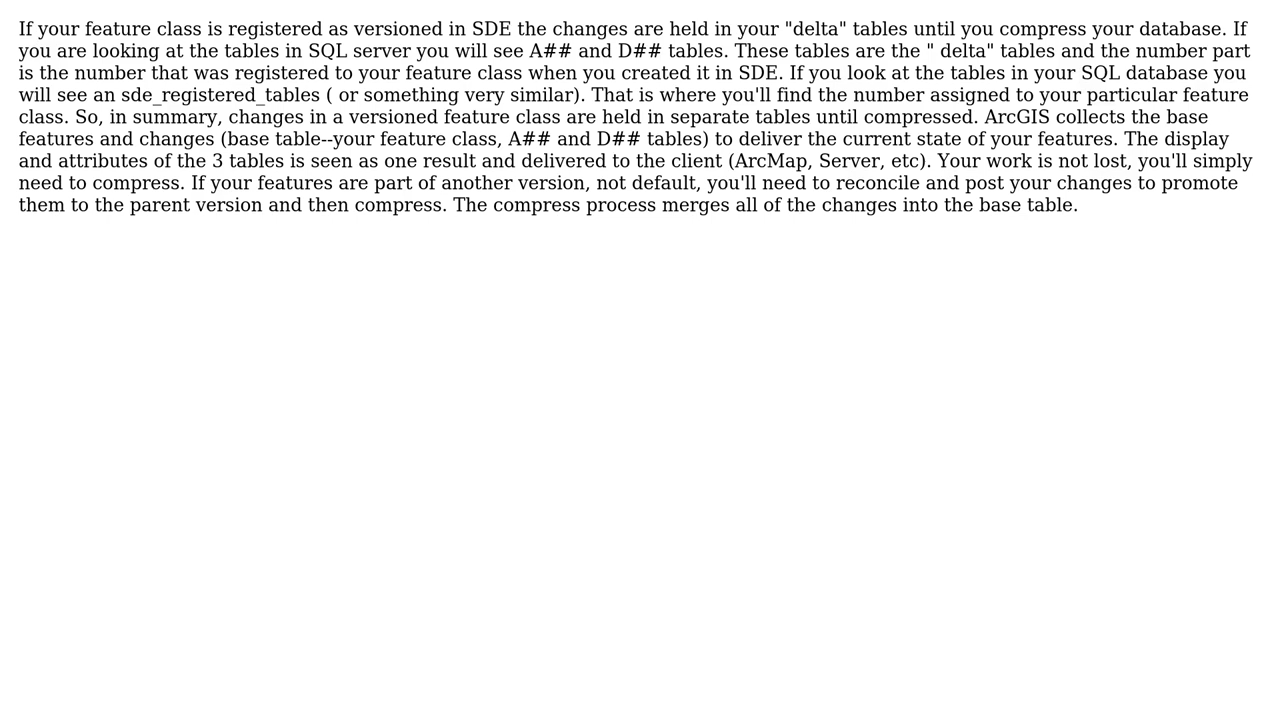 If your feature class is registered as versioned in SDE the changes are held in your "delta" tables until you compress your database. If
you are looking at the tables in SQL server you will see A## and D## tables. These tables are the " delta" tables and the number part
is the number that was registered to your feature class when you created it in SDE. If you look at the tables in your SQL database you
will see an sde_registered_tables ( or something very similar). That is where you'll find the number assigned to your particular feature
class. So, in summary, changes in a versioned feature class are held in separate tables until compressed. ArcGIS collects the base
features and changes (base table--your feature class, A## and D## tables) to deliver the current state of your features. The display
and attributes of the 3 tables is seen as one result and delivered to the client (ArcMap, Server, etc). Your work is not lost, you'll simply
need to compress. If your features are part of another version, not default, you'll need to reconcile and post your changes to promote
them to the parent version and then compress. The compress process merges all of the changes into the base table.